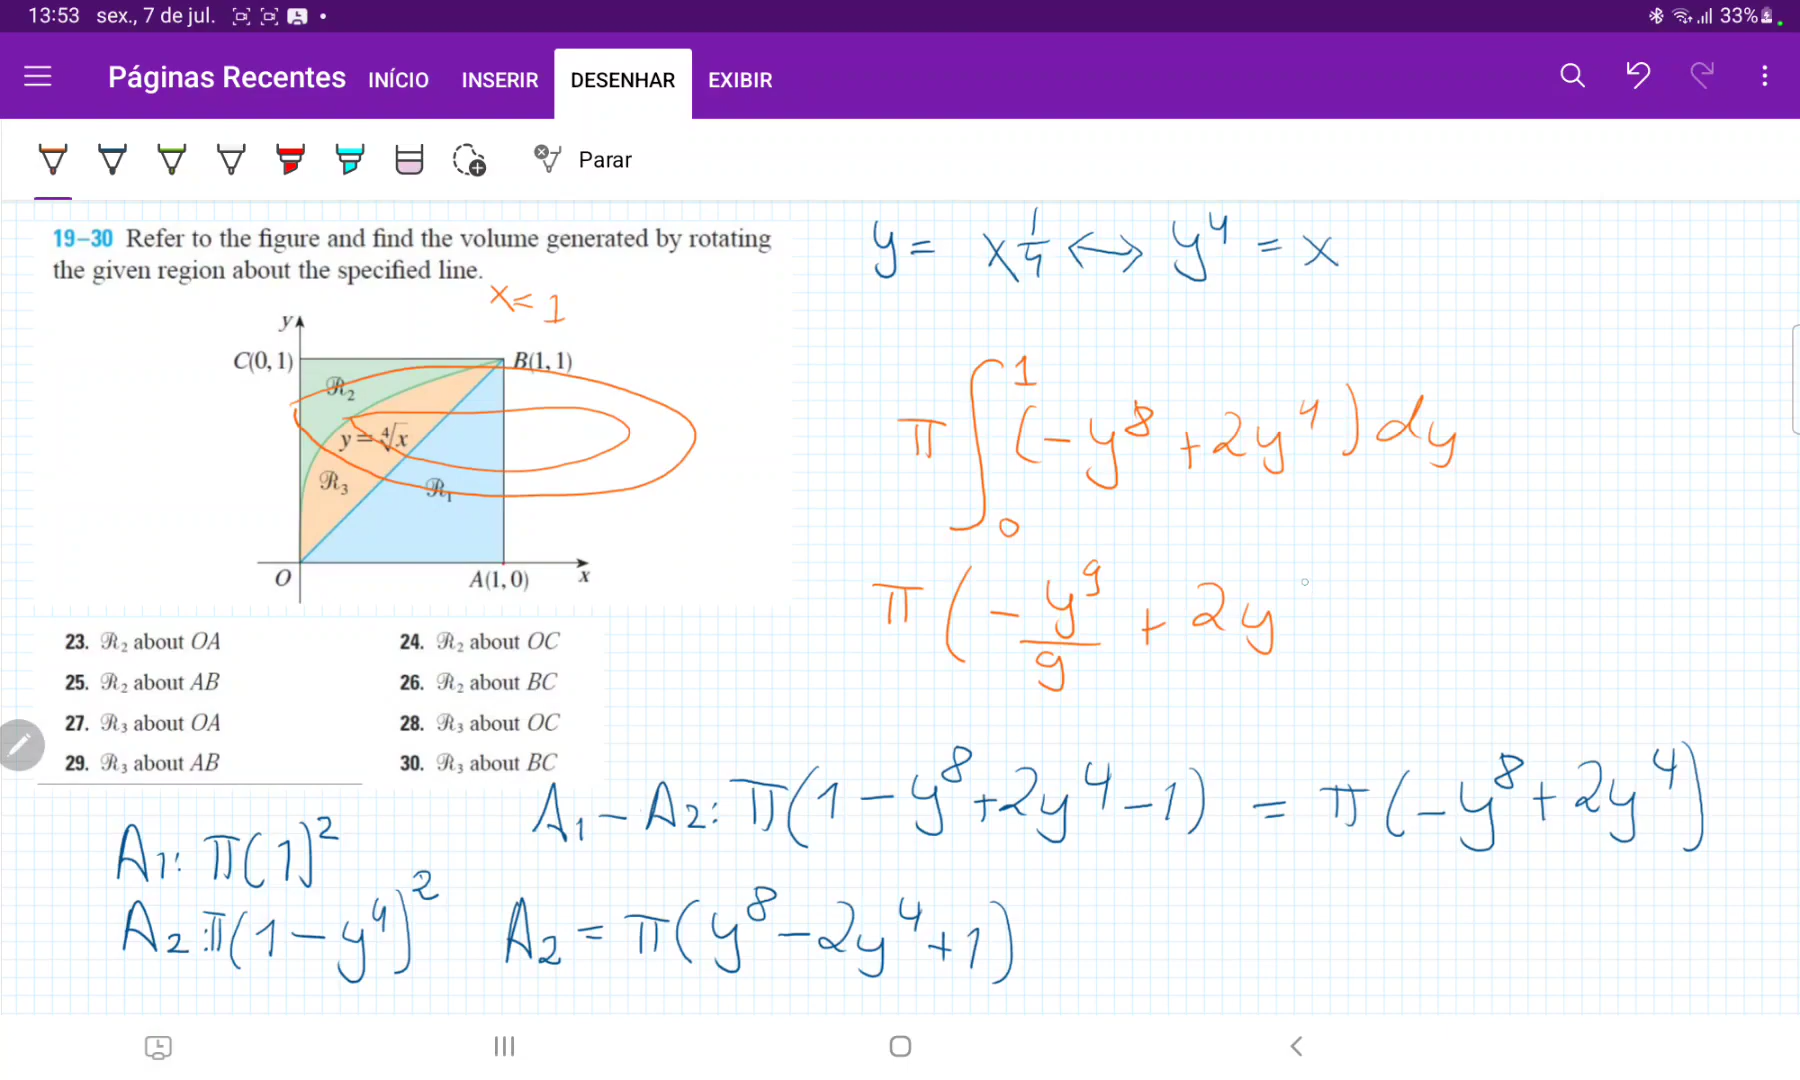 13:53 sex., 7 de jul. •
33%
Páginas Recentes INÍCIO INSERIR DESENHAR EXIBIR
Parar
19–30 Refer to the figure and find the volume generated by rotating
the given region about the specified line.
x = 1
y
C(0, 1)
B(1, 1)
ℛ₂
y = ∜x
ℛ₃
ℛ₁
O
A(1, 0)
x
23. ℛ₂ about OA
24. ℛ₂ about OC
25. ℛ₂ about AB
26. ℛ₂ about BC
27. ℛ₃ about OA
28. ℛ₃ about OC
29. ℛ₃ about AB
30. ℛ₃ about BC
y = x^1/4 <-> y⁴ = x
π ∫₀¹ (-y⁸ + 2y⁴) dy
π (-y⁹/9 + 2y
A₁ - A₂: π(1 - y⁸ + 2y⁴ - 1) = π(-y⁸ + 2y⁴)
A₁: π(1)²
A₂: π(1 - y⁴)²
A₂ = π(y⁸ - 2y⁴ + 1)